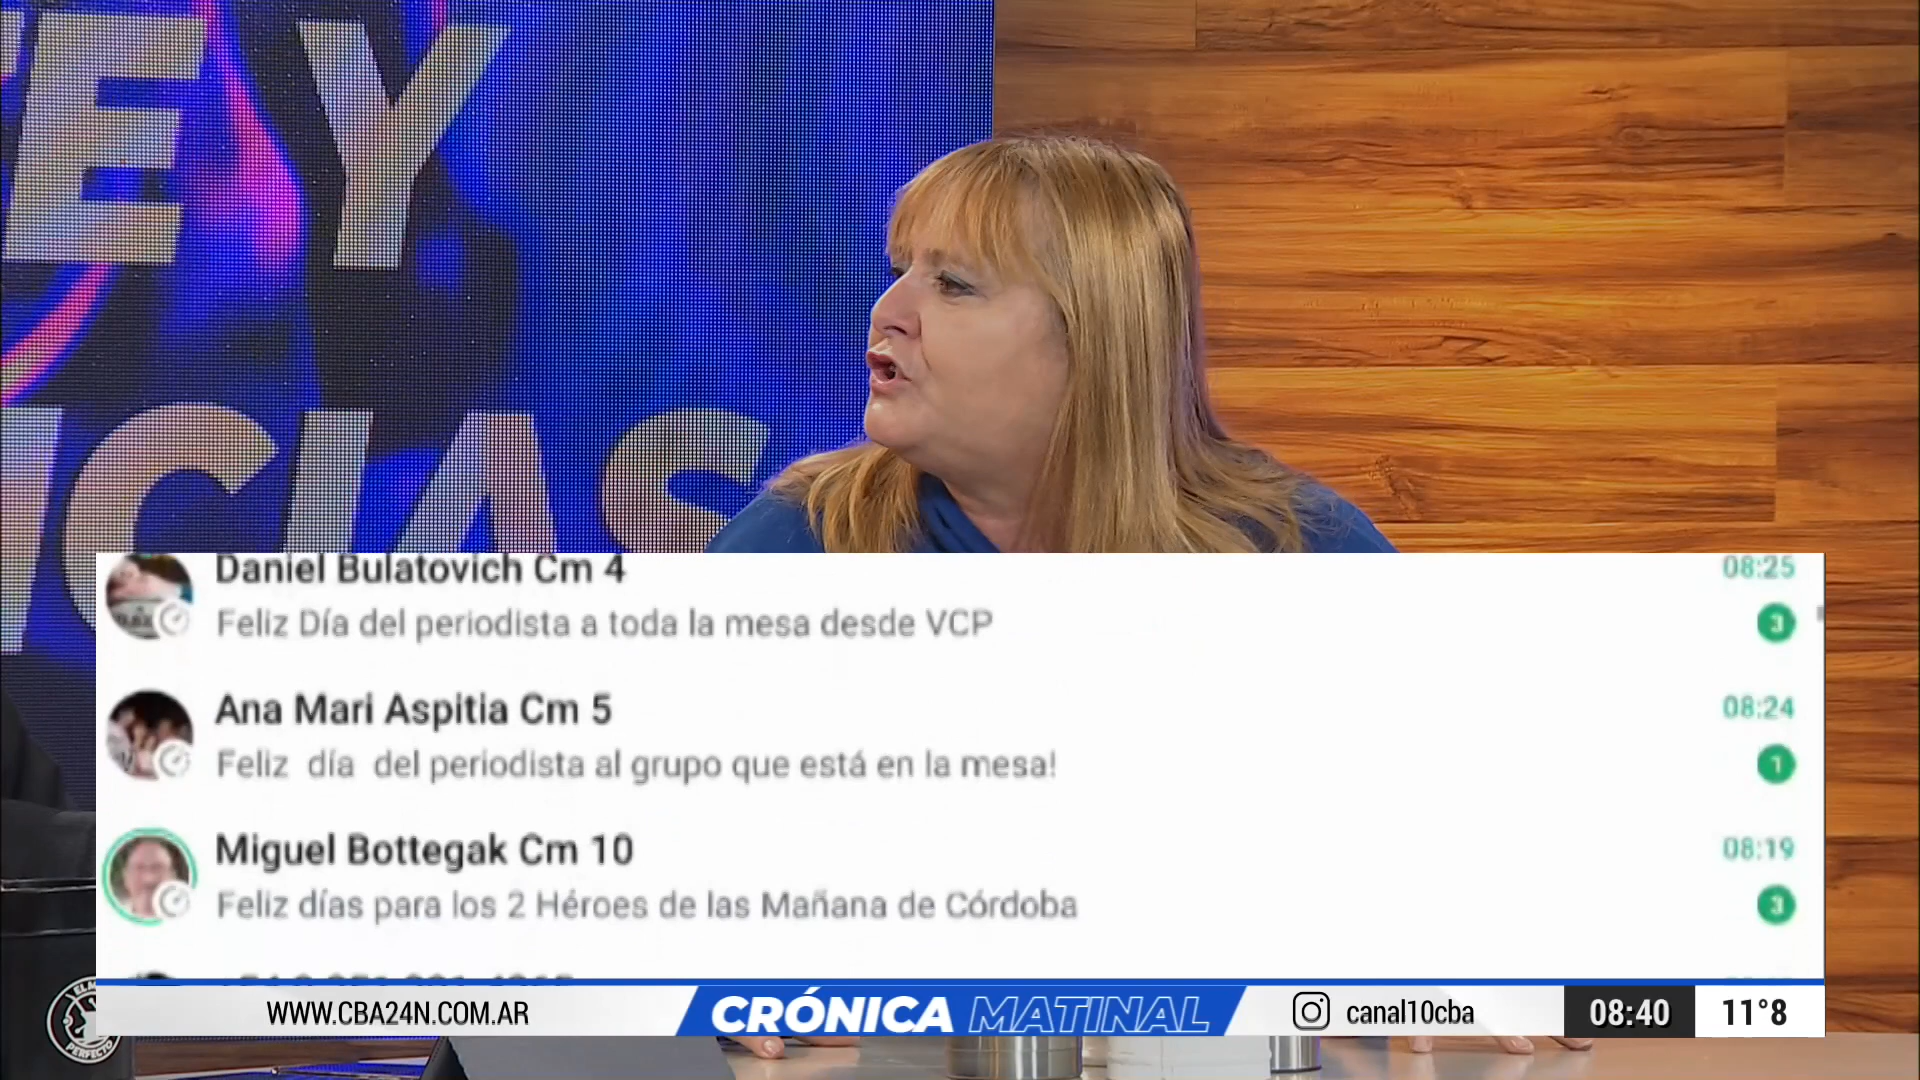 E Y
CIAS
Daniel Bulatovich Cm 4
08:25
Feliz Día del periodista a toda la mesa desde VCP
3
Ana Mari Aspitia Cm 5
08:24
Feliz día del periodista al grupo que está en la mesa!
1
Miguel Bottegak Cm 10
08:19
Feliz días para los 2 Héroes de las Mañana de Córdoba
3
WWW.CBA24N.COM.AR
CRÓNICA MATINAL
canal10cba
08:40
11°8
PERFECTO